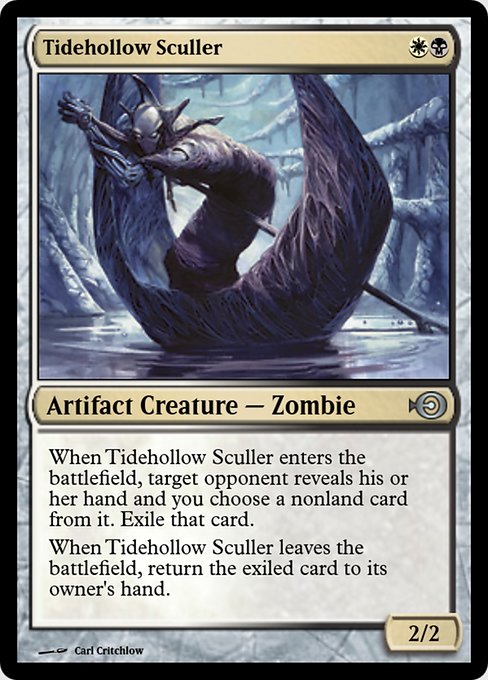 Tidehollow Sculler
Artifact Creature — Zombie
When Tidehollow Sculler enters the
battlefield, target opponent reveals his or
her hand and you choose a nonland card
from it. Exile that card.
When Tidehollow Sculler leaves the
battlefield, return the exiled card to its
owner's hand.
2/2
Carl Critchlow